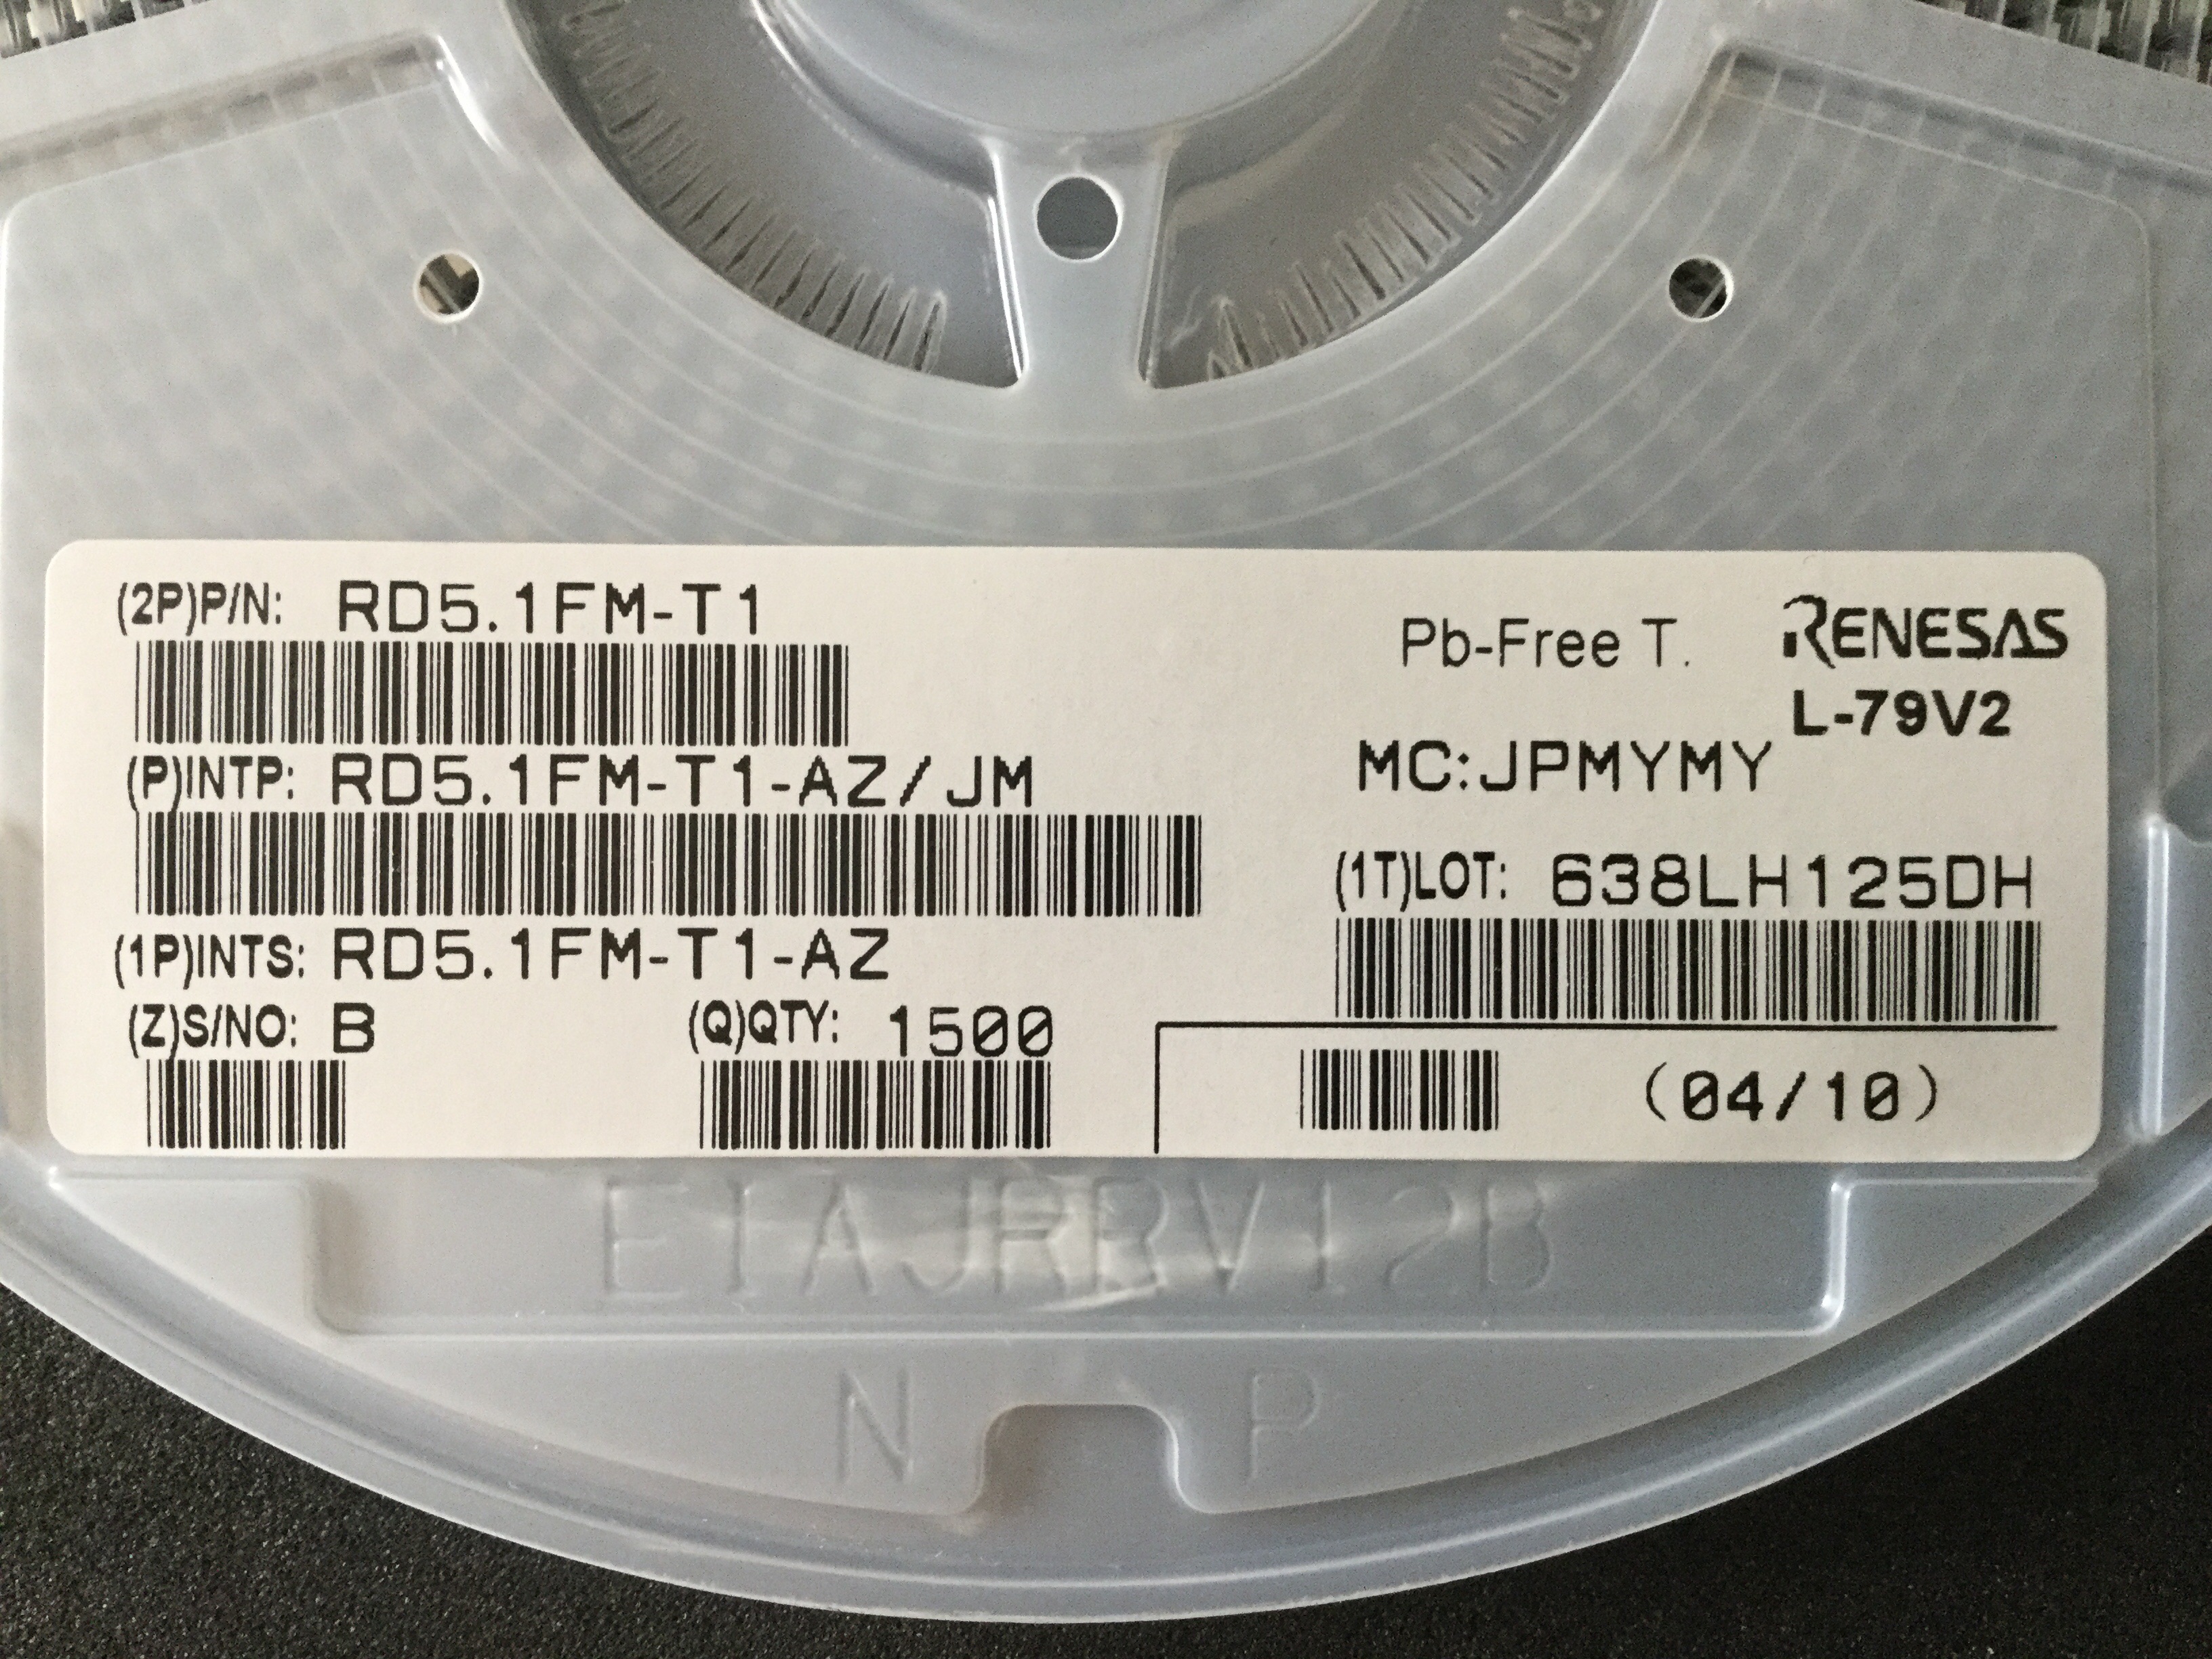 (2P)P/N: RD5.1FM-T1
Pb-Free T. RENESAS
L-79V2
(P)INTP: RD5.1FM-T1-AZ/JM
MC:JPMYMY
(1T)LOT: 638LH125DH
(1P)INTS: RD5.1FM-T1-AZ
(Z)S/NO: B (Q)QTY: 1500
(04/10)
EIAJRRV12B
N P